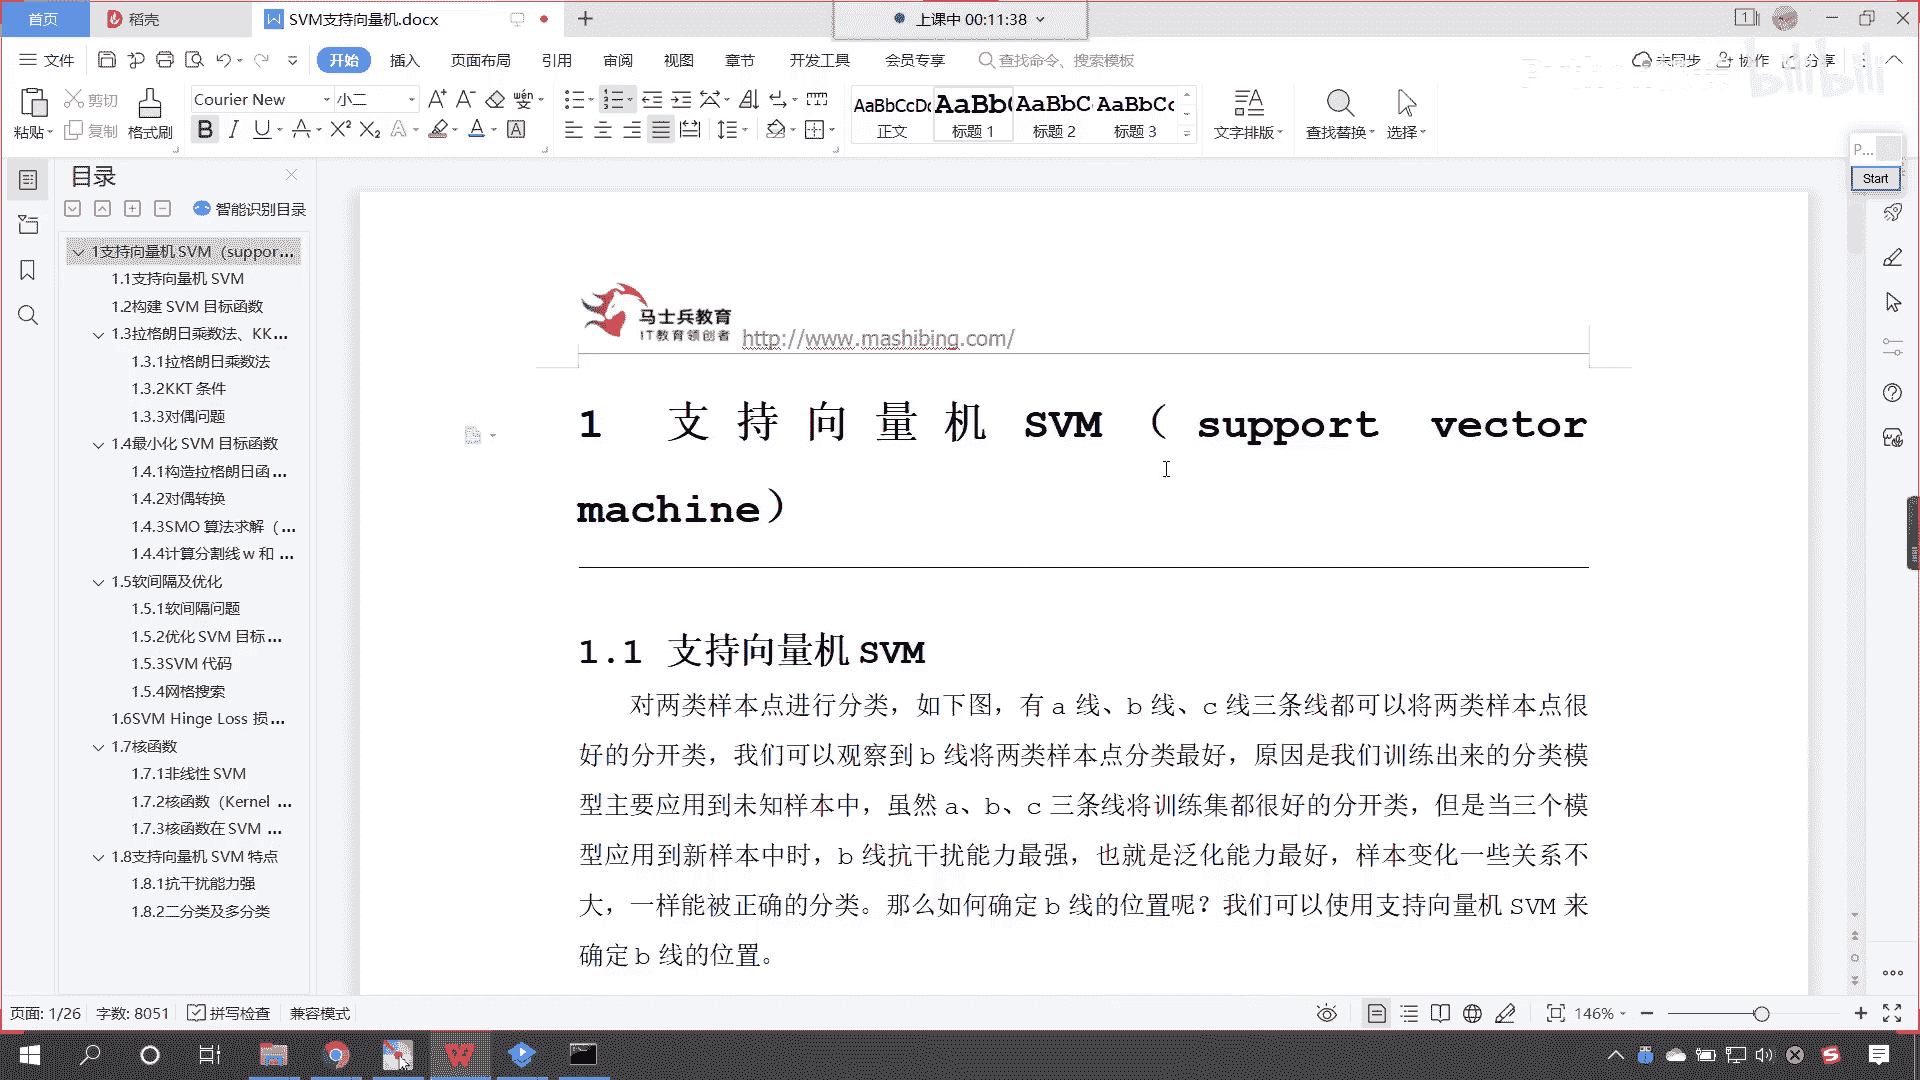 首页
稻壳
SVM支持向量机.docx
上课中 00:11:38
文件
开始
插入
页面布局
引用
审阅
视图
章节
开发工具
会员专享
查找命令、搜索模板
未同步
协作
分享
bilibili
粘贴
剪切
复制
格式刷
Courier New
小二
AaBbCcDd
正文
AaBb(
标题 1
AaBbC
标题 2
AaBbCc
标题 3
文字排版
查找替换
选择
P...
Start
目录
智能识别目录
1支持向量机 SVM（suppor...
1.1支持向量机 SVM
1.2构建 SVM 目标函数
1.3拉格朗日乘数法、KK...
1.3.1拉格朗日乘数法
1.3.2KKT 条件
1.3.3对偶问题
1.4最小化 SVM 目标函数
1.4.1构造拉格朗日函...
1.4.2对偶转换
1.4.3SMO 算法求解（...
1.4.4计算分割线 w 和 ...
1.5软间隔及优化
1.5.1软间隔问题
1.5.2优化 SVM 目标...
1.5.3SVM 代码
1.5.4网格搜索
1.6SVM Hinge Loss 损...
1.7核函数
1.7.1非线性 SVM
1.7.2核函数（Kernel ...
1.7.3核函数在 SVM ...
1.8支持向量机 SVM 特点
1.8.1抗干扰能力强
1.8.2二分类及多分类
马士兵教育
IT教育领创者 http://www.mashibing.com/
1 支持向量机 SVM（support vector
machine）
1.1 支持向量机 SVM
对两类样本点进行分类，如下图，有 a 线、b 线、c 线三条线都可以将两类样本点很
好的分开类，我们可以观察到 b 线将两类样本点分类最好，原因是我们训练出来的分类模
型主要应用到未知样本中，虽然 a、b、c 三条线将训练集都很好的分开类，但是当三个模
型应用到新样本中时，b 线抗干扰能力最强，也就是泛化能力最好，样本变化一些关系不
大，一样能被正确的分类。那么如何确定 b 线的位置呢？我们可以使用支持向量机 SVM 来
确定 b 线的位置。
页面: 1/26
字数: 8051
拼写检查
兼容模式
146%